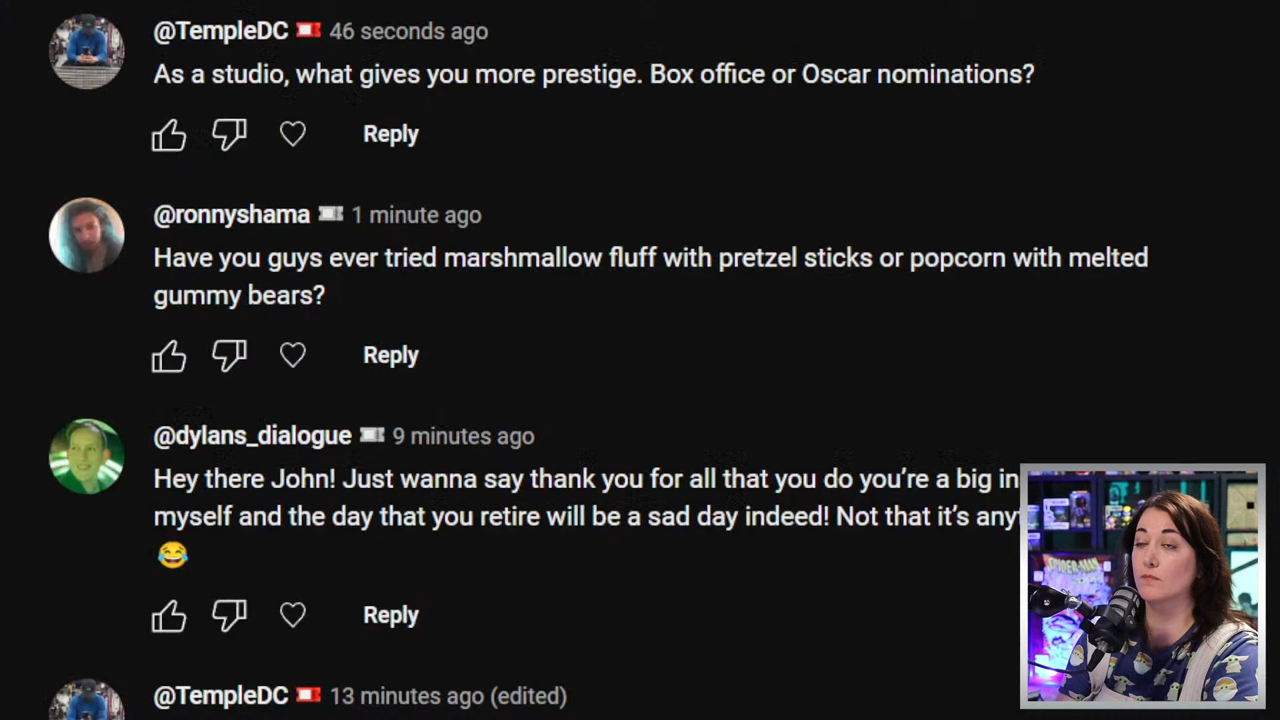 @TempleDC 46 seconds ago
As a studio, what gives you more prestige. Box office or Oscar nominations?
Reply
@ronnyshama 1 minute ago
Have you guys ever tried marshmallow fluff with pretzel sticks or popcorn with melted
gummy bears?
Reply
@dylans_dialogue 9 minutes ago
Hey there John! Just wanna say thank you for all that you do you’re a big in
myself and the day that you retire will be a sad day indeed! Not that it’s any
😂
Reply
SPIDER-MAN
@TempleDC 13 minutes ago (edited)